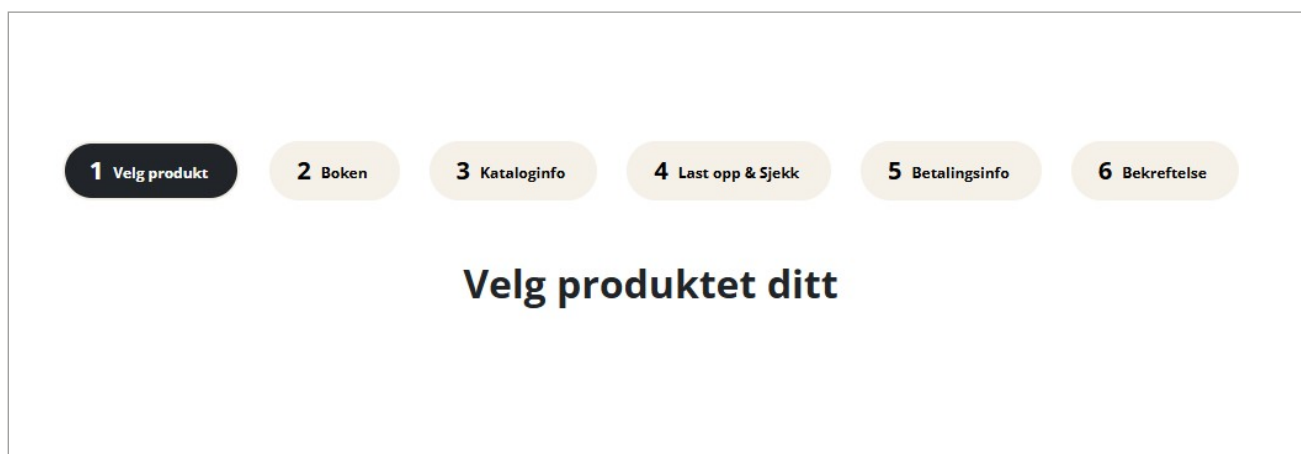 1 Velg produkt 2 Boken 3 Kataloginfo 4 Last opp & Sjekk 5 Betalingsinfo 6 Bekreftelse
Velg produktet ditt